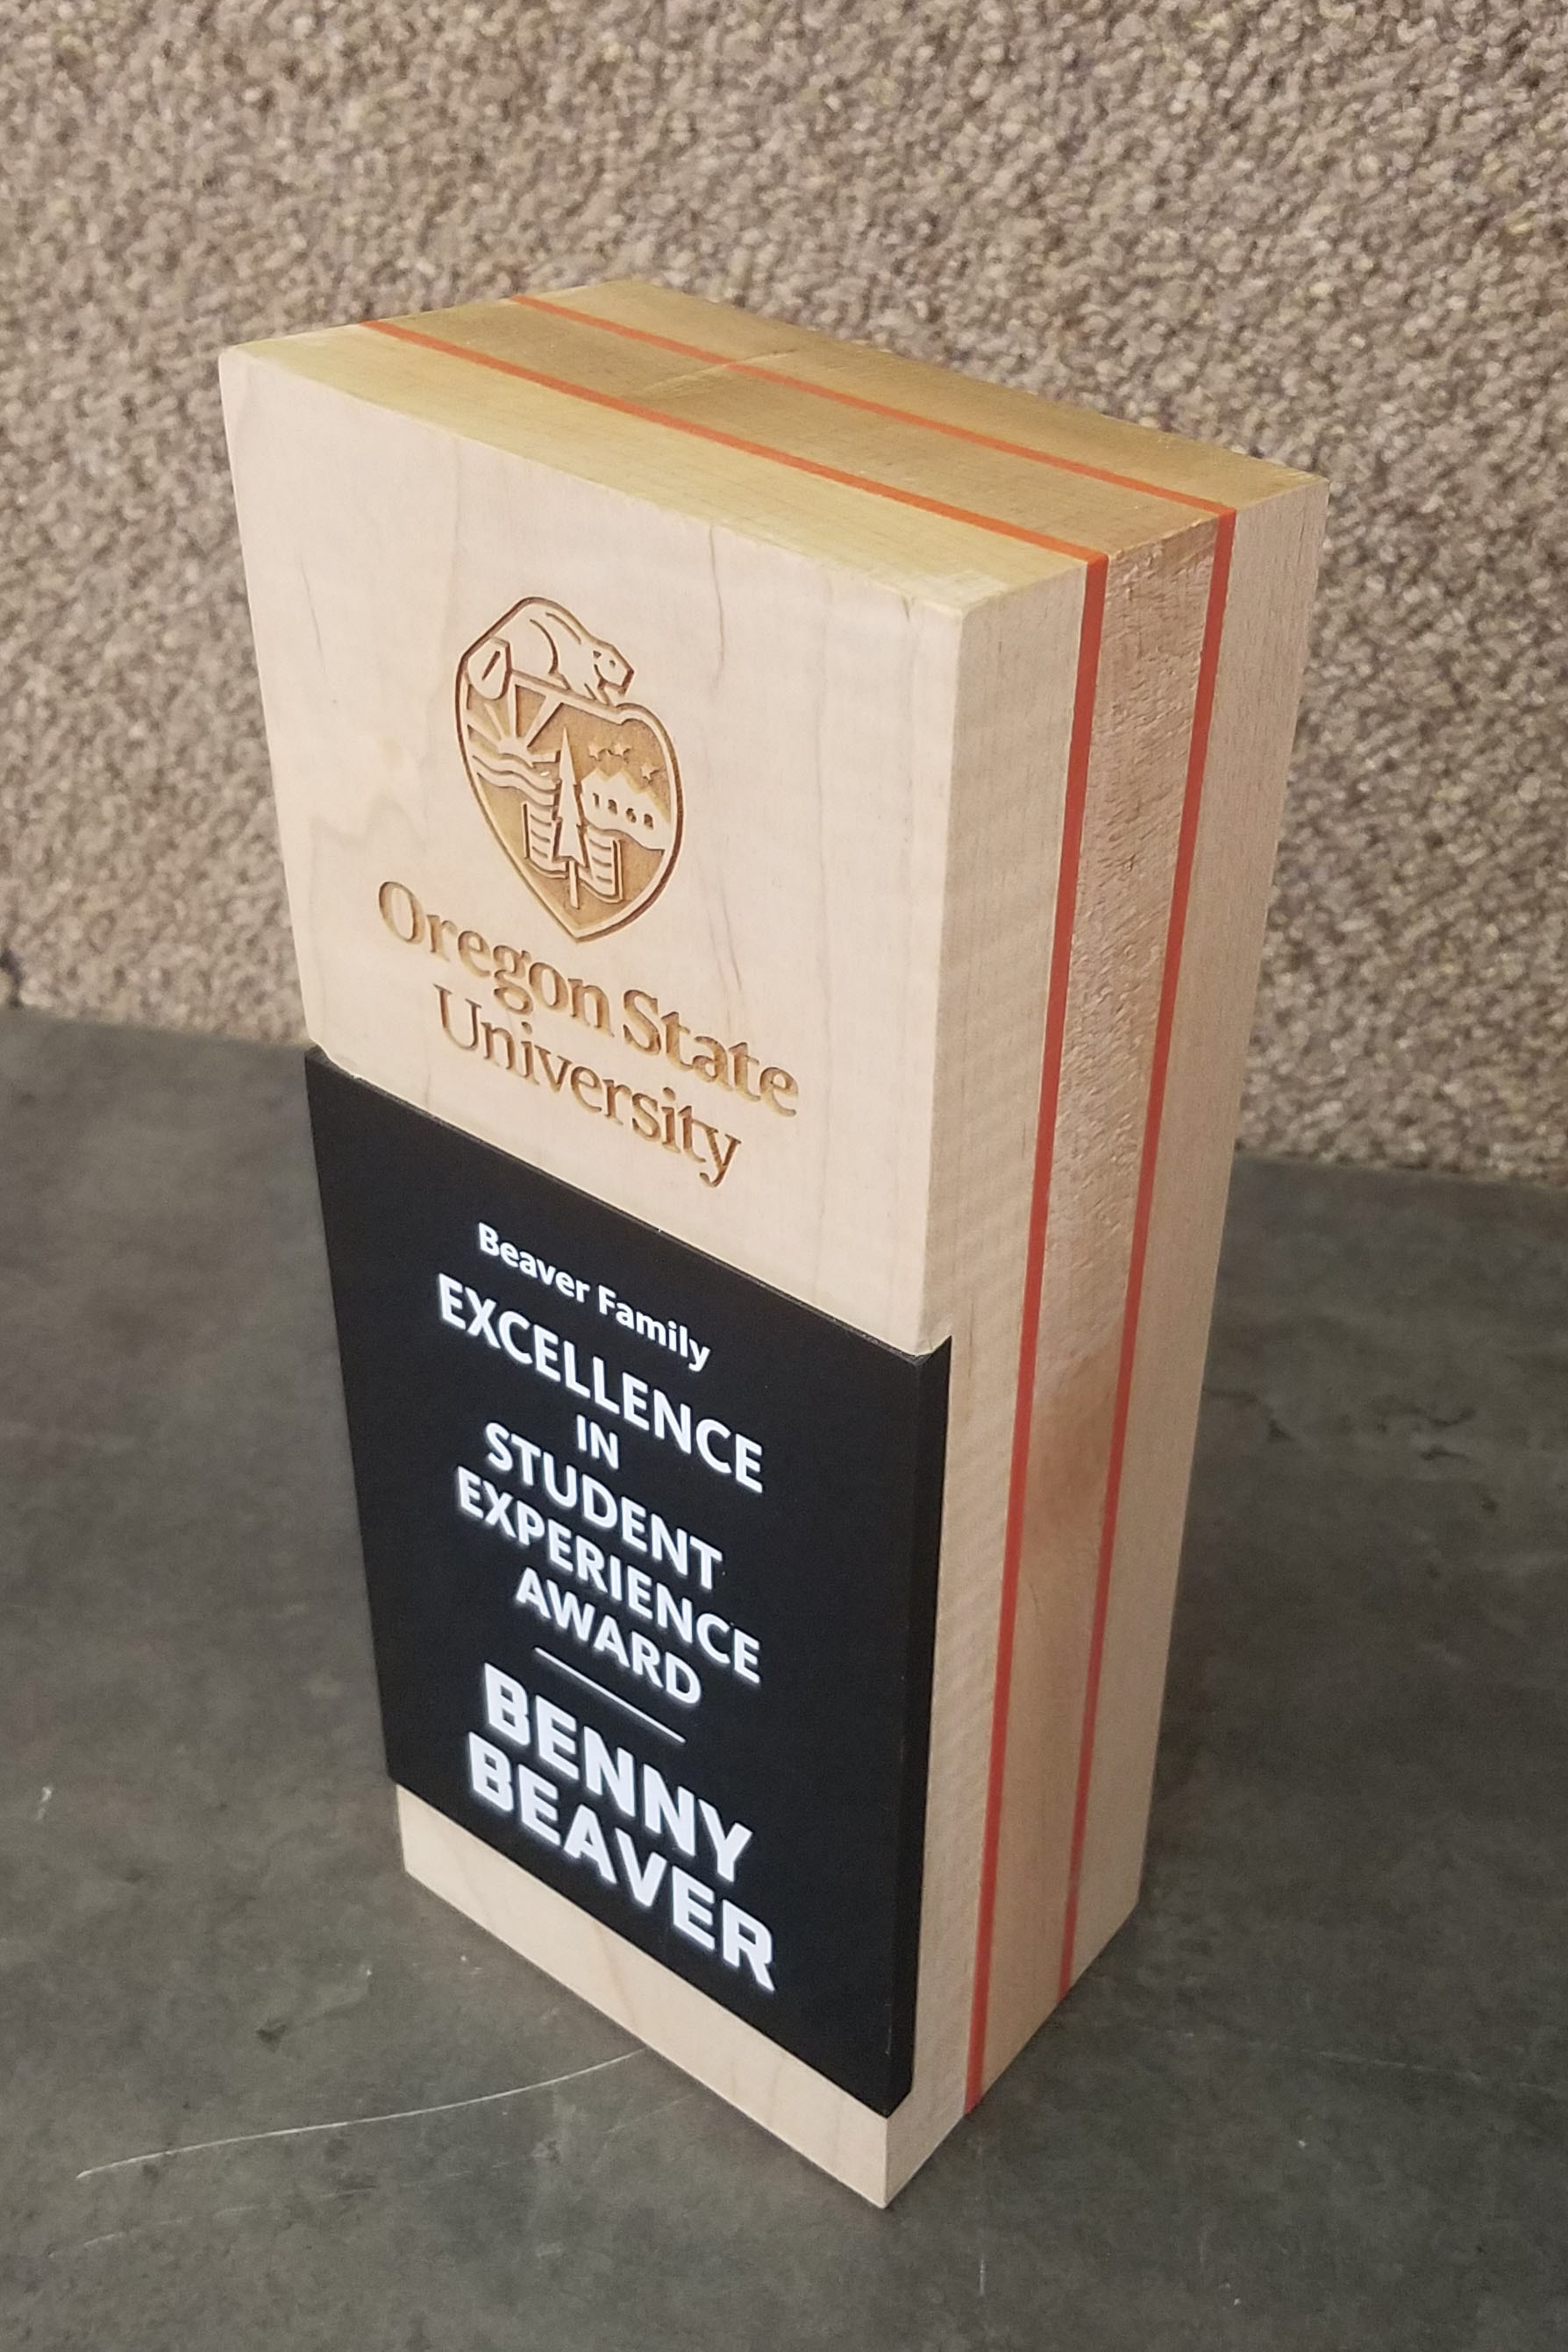 1868
Oregon State
University
Beaver Family
EXCELLENCE
IN
STUDENT
EXPERIENCE
AWARD
BENNY
BEAVER